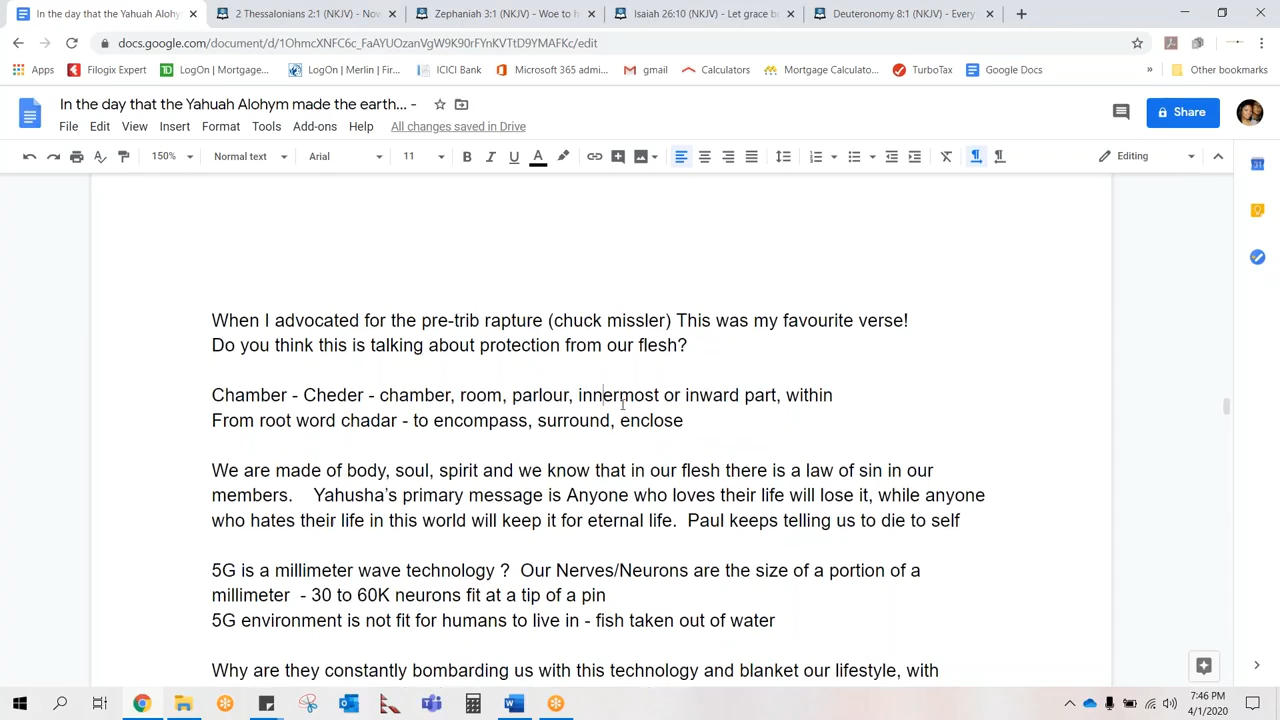 In the day that the Yahuah Alohy
2 Thessalonians 2:1 (NKJV) - Nov
Zephaniah 3:1 (NKJV) - Woe to h
Isaiah 26:10 (NKJV) - Let grace b
Deuteronomy 8:1 (NKJV) - Every
docs.google.com/document/d/1OhmcXNFC6c_FaAYUOzanVgW9K90rFYnKVTtD9YMAFKc/edit
Apps
Filogix Expert
LogOn | Mortgage...
LogOn | Merlin | Fir...
ICICI Bank
Microsoft 365 admi...
gmail
Calculators
Mortgage Calculato...
TurboTax
Google Docs
»
Other bookmarks
In the day that the Yahuah Alohym made the earth... -
Share
File Edit View Insert Format Tools Add-ons Help All changes saved in Drive
150% Normal text Arial 11 B I U A Editing
When I advocated for the pre-trib rapture (chuck missler) This was my favourite verse!
Do you think this is talking about protection from our flesh?
Chamber - Cheder - chamber, room, parlour, innermost or inward part, within
From root word chadar - to encompass, surround, enclose
We are made of body, soul, spirit and we know that in our flesh there is a law of sin in our
members. Yahusha’s primary message is Anyone who loves their life will lose it, while anyone
who hates their life in this world will keep it for eternal life. Paul keeps telling us to die to self
5G is a millimeter wave technology ? Our Nerves/Neurons are the size of a portion of a
millimeter - 30 to 60K neurons fit at a tip of a pin
5G environment is not fit for humans to live in - fish taken out of water
Why are they constantly bombarding us with this technology and blanket our lifestyle, with
7:46 PM
4/1/2020